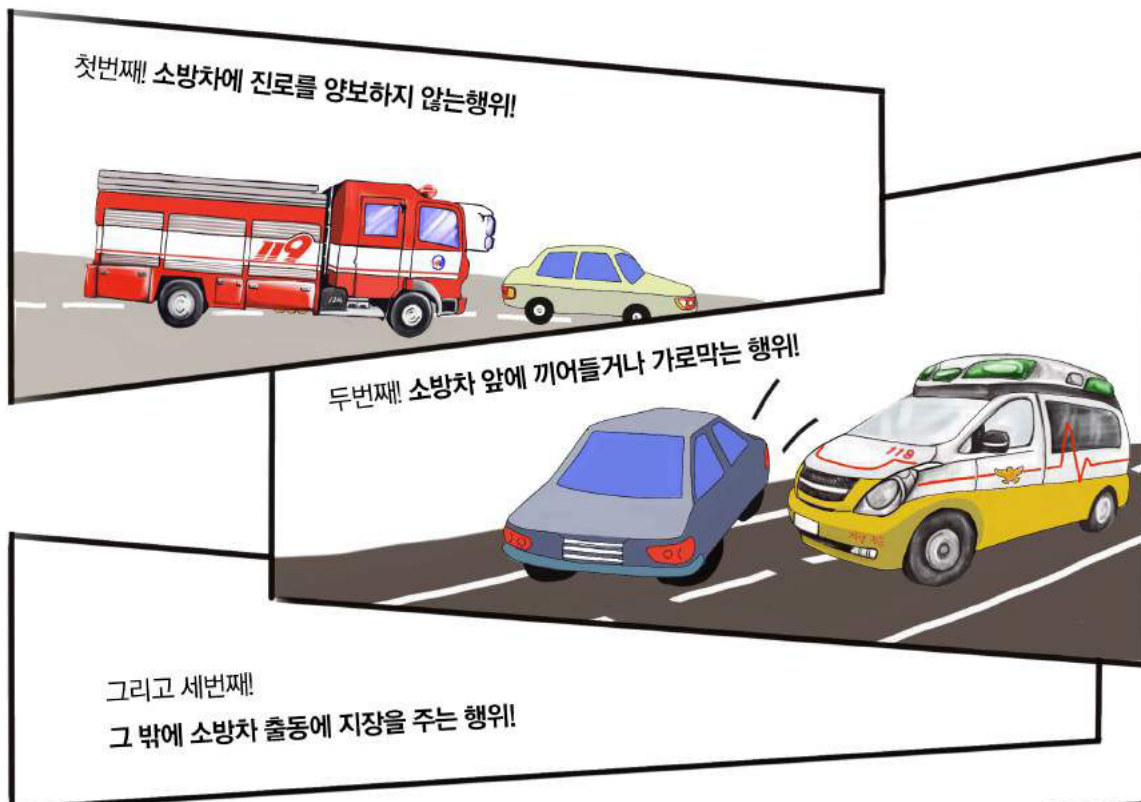 첫번째! 소방차에 진로를 양보하지 않는행위!
119
두번째! 소방차 앞에 끼어들거나 가로막는 행위!
119
그리고 세번째!
그 밖에 소방차 출동에 지장을 주는 행위!